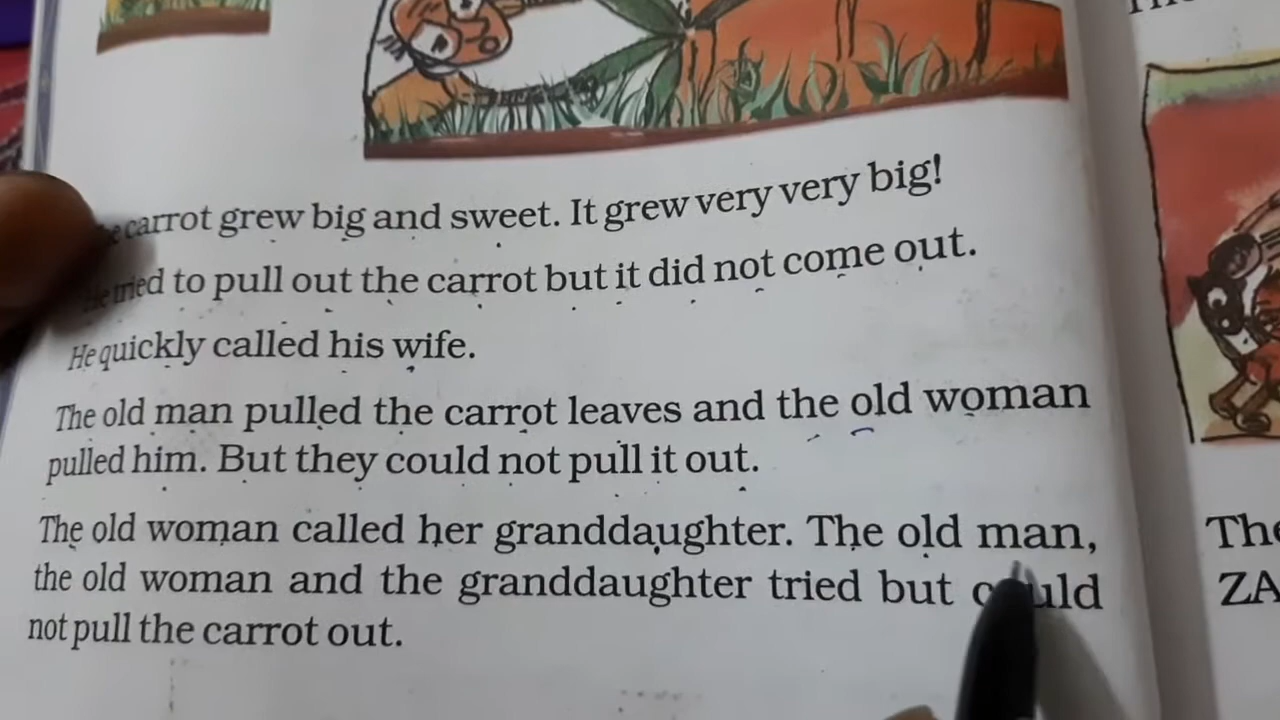 carrot grew big and sweet. It grew very very big!
He tried to pull out the carrot but it did not come out.
He quickly called his wife.
The old man pulled the carrot leaves and the old woman
pulled him. But they could not pull it out.
The old woman called her granddaughter. The old man,
the old woman and the granddaughter tried but could
not pull the carrot out.
The
ZA